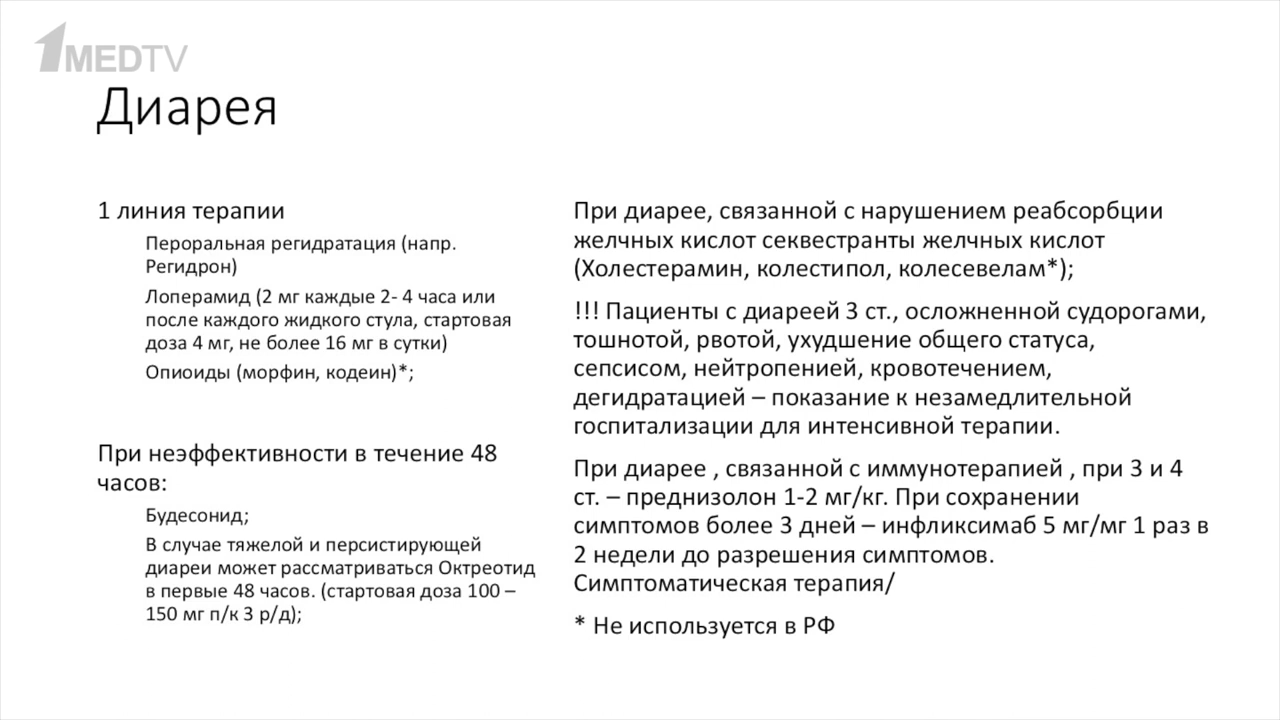 1MEDTV
Диарея
1 линия терапии
Пероральная регидратация (напр.
Регидрон)
Лоперамид (2 мг каждые 2- 4 часа или
после каждого жидкого стула, стартовая
доза 4 мг, не более 16 мг в сутки)
Опиоиды (морфин, кодеин)*;
При неэффективности в течение 48
часов:
Будесонид;
В случае тяжелой и персистирующей
диареи может рассматриваться Октреотид
в первые 48 часов. (стартовая доза 100 –
150 мг п/к 3 р/д);
При диарее, связанной с нарушением реабсорбции
желчных кислот секвестранты желчных кислот
(Холестерамин, колестипол, колесевелам*);
!!! Пациенты с диареей 3 ст., осложненной судорогами,
тошнотой, рвотой, ухудшение общего статуса,
сепсисом, нейтропенией, кровотечением,
дегидратацией – показание к незамедлительной
госпитализации для интенсивной терапии.
При диарее , связанной с иммунотерапией , при 3 и 4
ст. – преднизолон 1-2 мг/кг. При сохранении
симптомов более 3 дней – инфликсимаб 5 мг/мг 1 раз в
2 недели до разрешения симптомов.
Симптоматическая терапия/
* Не используется в РФ